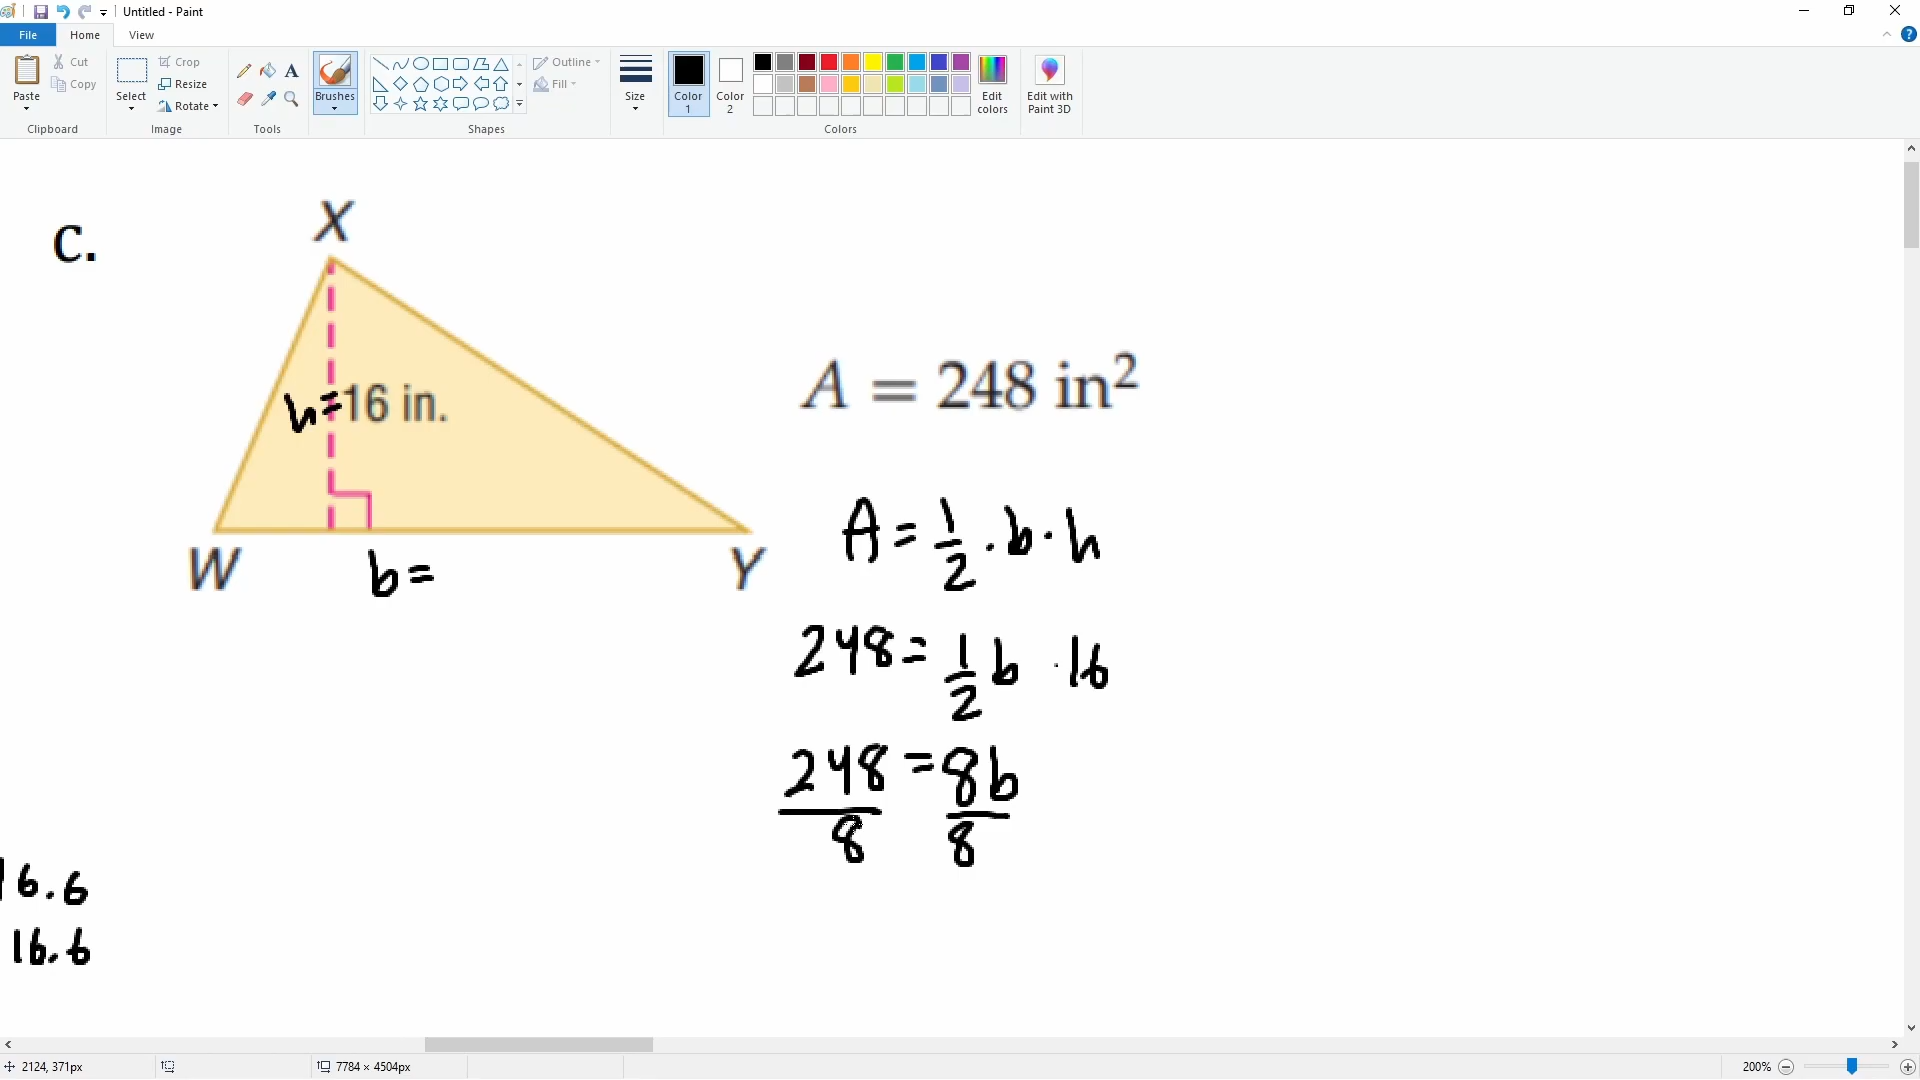 Untitled - Paint
File Home View
Paste
Cut
Copy
Clipboard
Select
Crop
Resize
Rotate
Image
A
Tools
Brushes
Shapes
Outline
Fill
Size
Color 1
Color 2
Colors
Edit colors
Edit with Paint 3D
C.
X
h=16 in.
W
Y
b=
A = 248 in²
A = 1/2 · b · h
248 = 1/2 b · 16
248/8 = 8b/8
16.6
16.6
2124, 371px
7784 × 4504px
200%